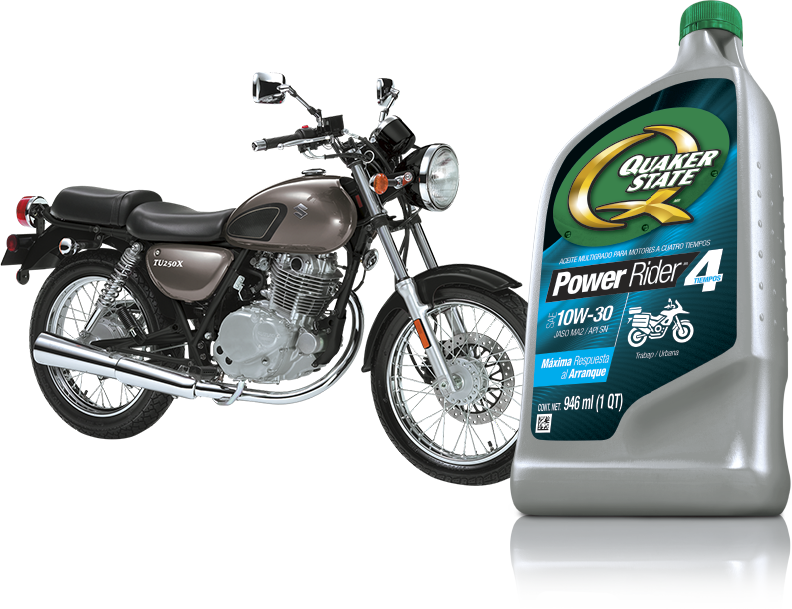 TU250X
QUAKER
STATE
ACEITE MULTIGRADO PARA MOTORES A CUATRO TIEMPOS
Power Rider 4
TIEMPOS
SAE 10W-30
JASO MA2 / API SN
Trabajo / Urbana
Máxima Respuesta
al Arranque
CONT. NET. 946 ml (1 QT)